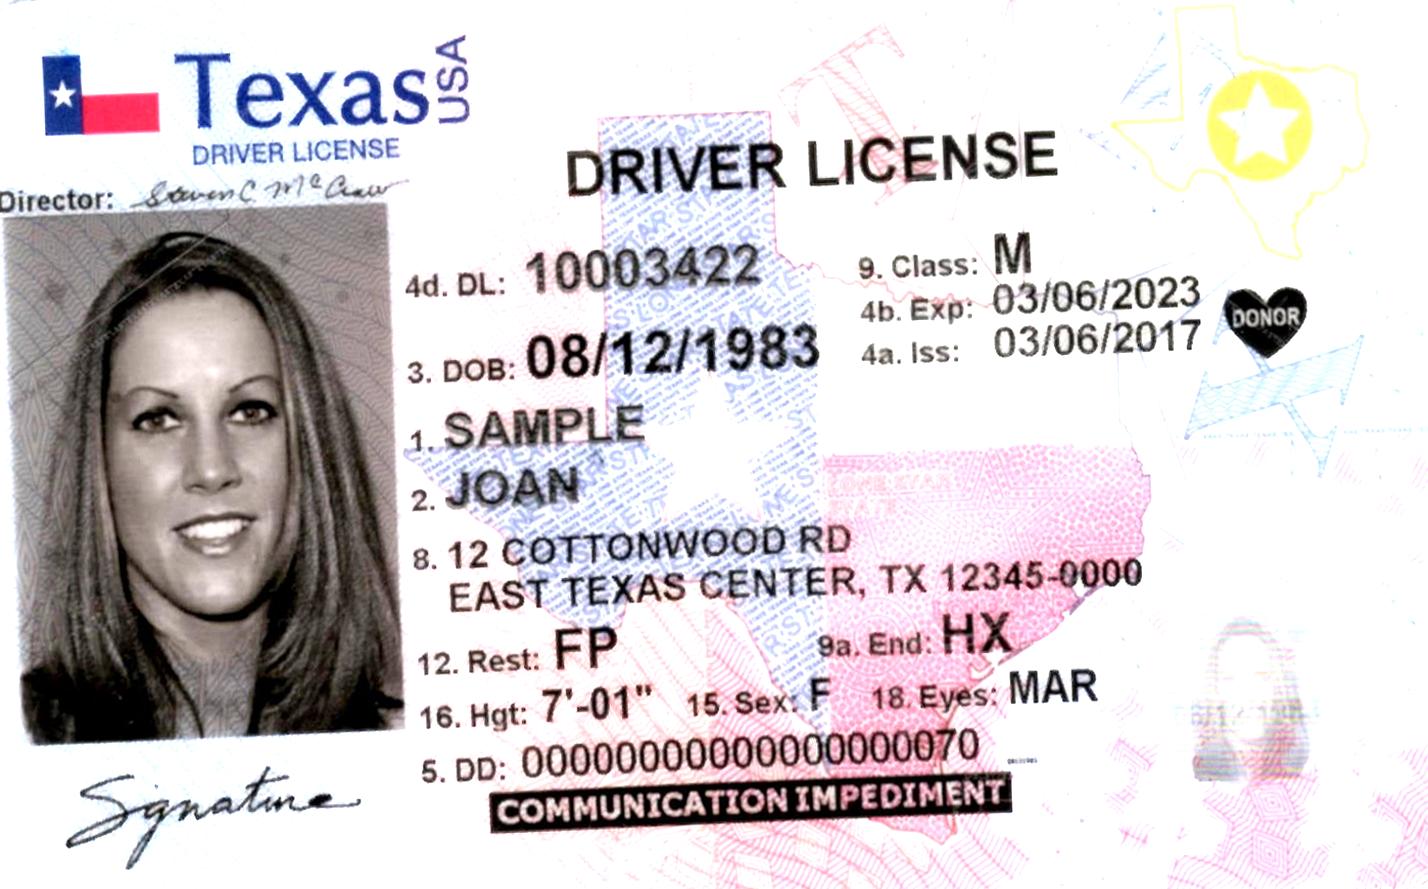 Texas USA
DRIVER LICENSE
DRIVER LICENSE
Director: Steven C McCraw
4d. DL: 10003422
9. Class: M
4b. Exp: 03/06/2023
4a. Iss: 03/06/2017
DONOR
3. DOB: 08/12/1983
1. SAMPLE
2. JOAN
8. 12 COTTONWOOD RD
EAST TEXAS CENTER, TX 12345-0000
12. Rest: FP
9a. End: HX
16. Hgt: 7'-01" 15. Sex: F 18. Eyes: MAR
5. DD: 00000000000000000070
COMMUNICATION IMPEDIMENT
Signature